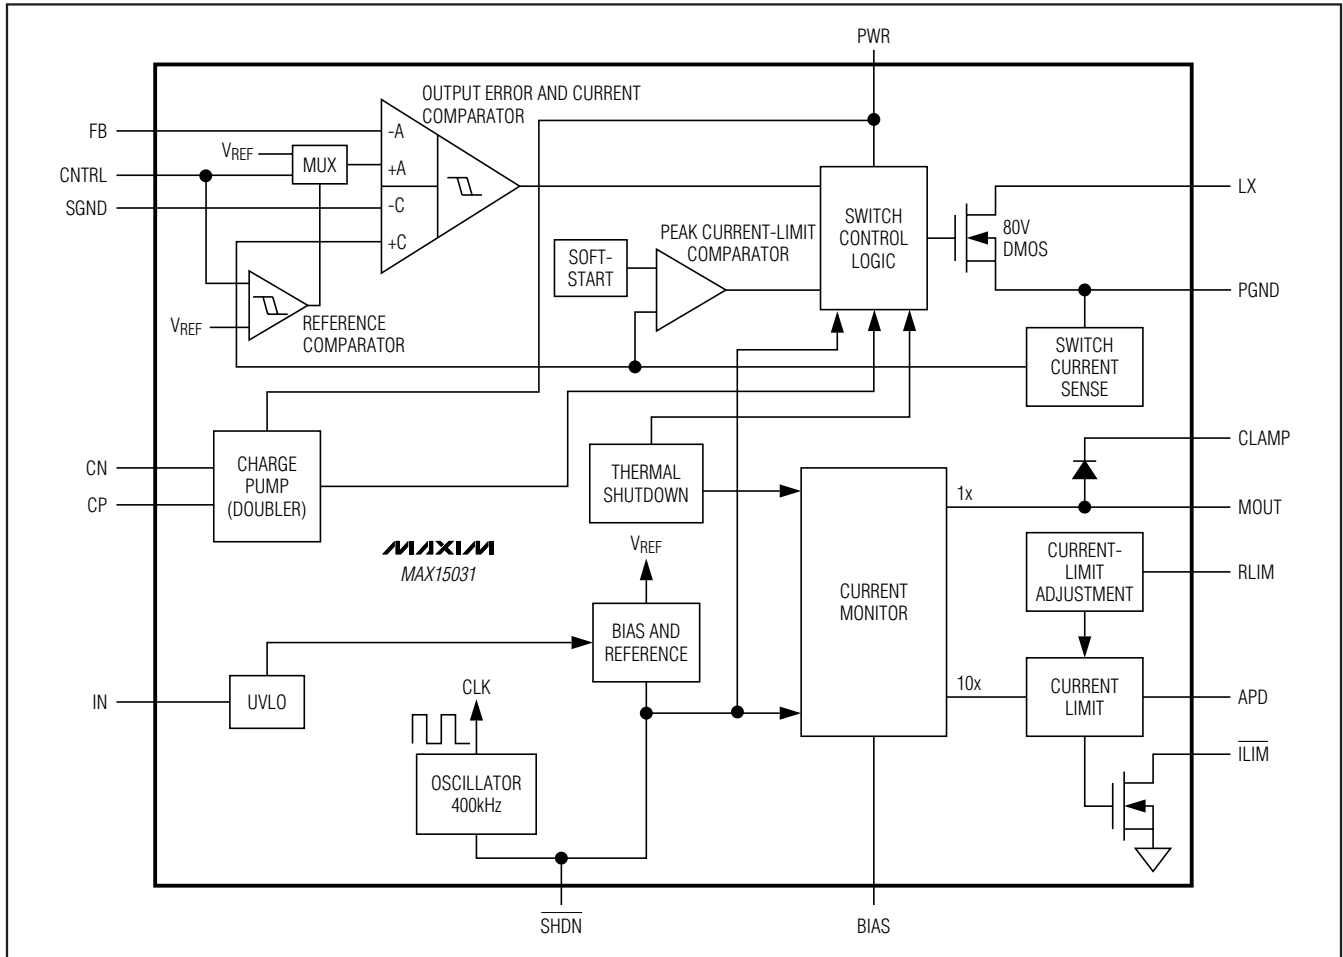 PWR
OUTPUT ERROR AND CURRENT
COMPARATOR
FB
-A
VREF
MUX
+A
CNTRL
SGND
-C
+C
SWITCH
CONTROL
LOGIC
LX
80V
DMOS
PEAK CURRENT-LIMIT
COMPARATOR
SOFT-
START
PGND
VREF
REFERENCE
COMPARATOR
SWITCH
CURRENT
SENSE
CLAMP
CN
CP
CHARGE
PUMP
(DOUBLER)
THERMAL
SHUTDOWN
1x
MOUT
MAXIM
MAX15031
VREF
CURRENT
MONITOR
CURRENT-
LIMIT
ADJUSTMENT
RLIM
BIAS AND
REFERENCE
IN
UVLO
CLK
10x
CURRENT
LIMIT
APD
ILIM
OSCILLATOR
400kHz
SHDN
BIAS